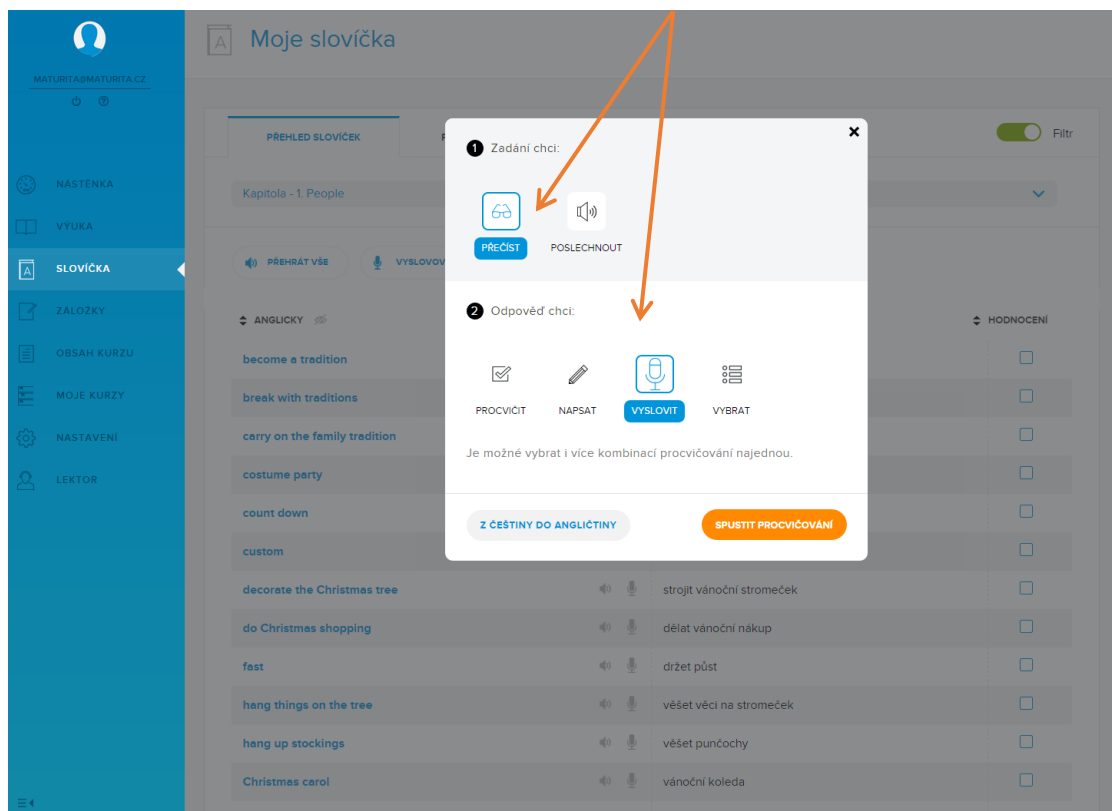 Moje slovíčka
MATURITA@MATURITA.CZ
NÁSTĚNKA
VÝUKA
SLOVÍČKA
ZÁLOŽKY
OBSAH KURZU
MOJE KURZY
NASTAVENÍ
LEKTOR
PŘEHLED SLOVÍČEK
Filtr
Kapitola - 1. People
PŘEHRÁT VŠE
ANGLICKY
HODNOCENÍ
1 Zadání chci:
PŘEČÍST POSLECHNOUT
2 Odpověď chci:
PROCVIČIT NAPSAT VYSLOVIT VYBRAT
Je možné vybrat i více kombinací procvičování najednou.
Z ČEŠTINY DO ANGLIČTINY SPUSTIT PROCVIČOVÁNÍ
become a tradition
break with traditions
carry on the family tradition
costume party
count down
custom
decorate the Christmas tree strojit vánoční stromeček
do Christmas shopping dělat vánoční nákup
fast držet půst
hang things on the tree věšet věci na stromeček
hang up stockings věšet punčochy
Christmas carol vánoční koleda